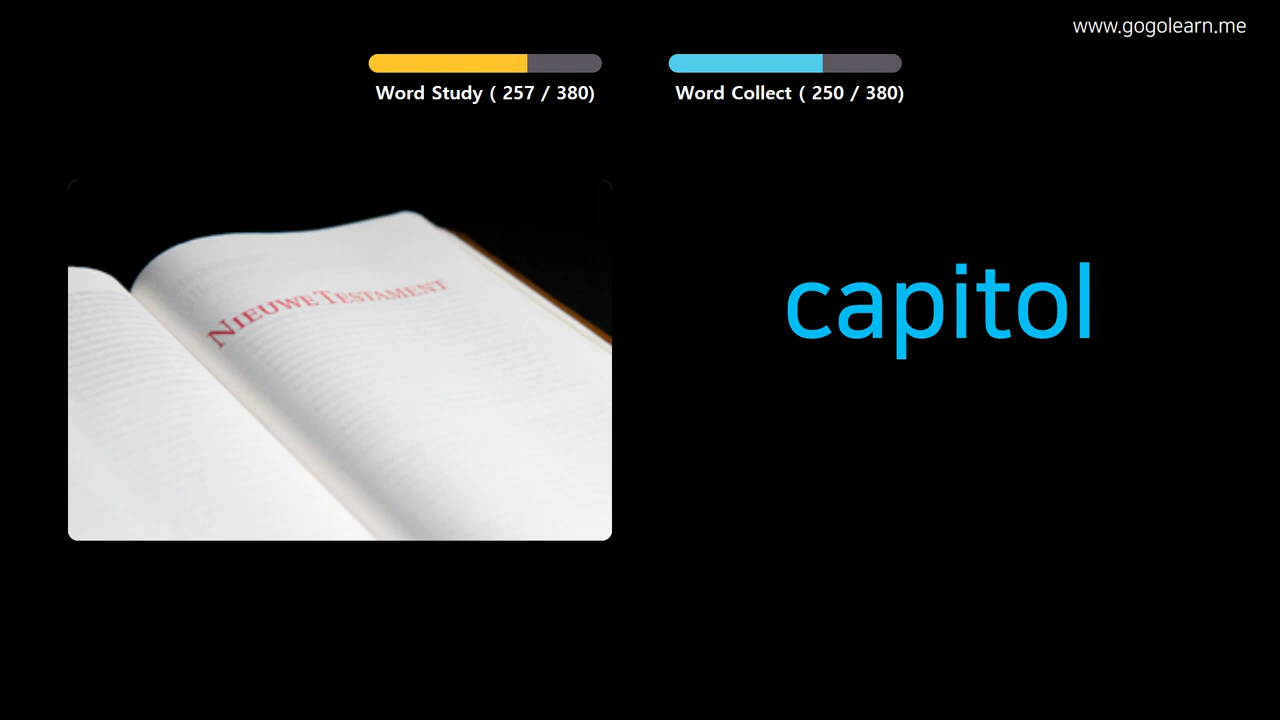 www.gogolearn.me
Word Study ( 257 / 380)
Word Collect ( 250 / 380)
NIEUWE TESTAMENT
capitol